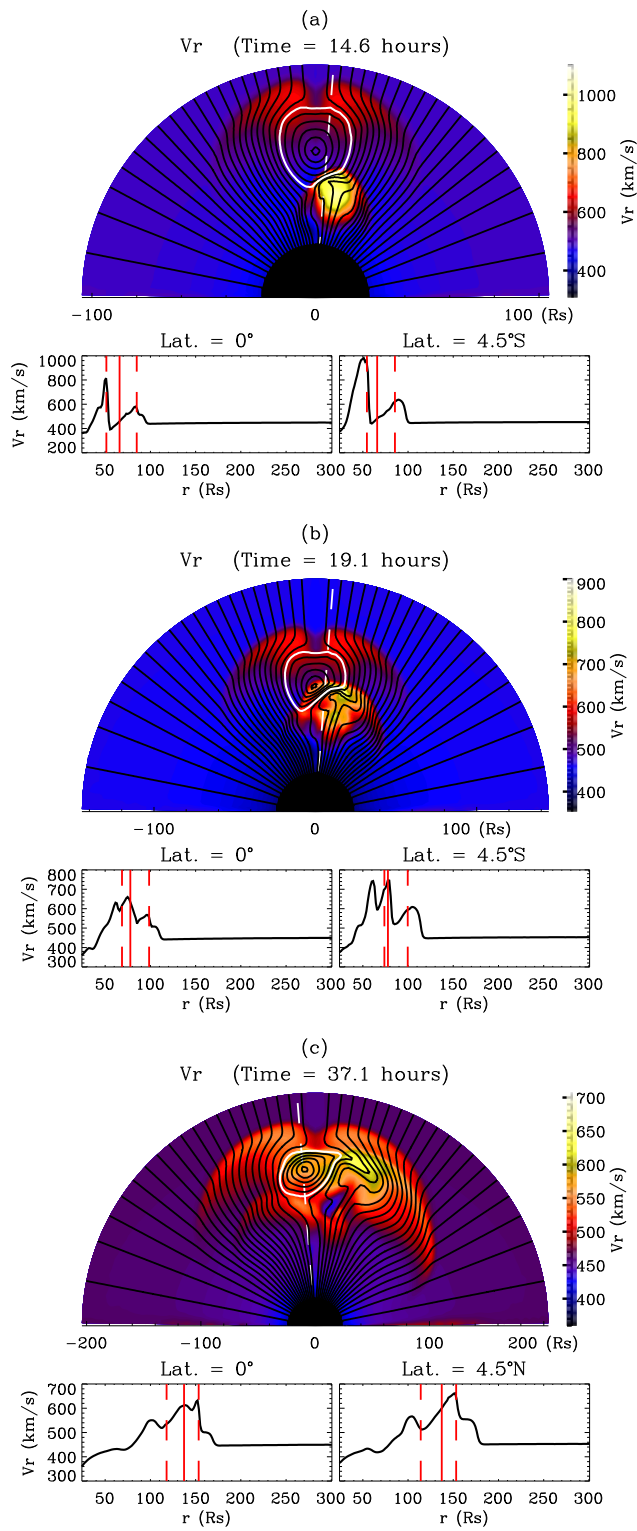 (a)
Vr (Time = 14.6 hours)
1000
800
600
400
Vr (km/s)
-100 0 100 (Rs)
Lat. = 0° Lat. = 4.5°S
1000
800
600
400
200
Vr (km/s)
50 100 150 200 250 300 50 100 150 200 250 300
r (Rs) r (Rs)
(b)
Vr (Time = 19.1 hours)
900
800
700
600
500
400
Vr (km/s)
-100 0 100 (Rs)
Lat. = 0° Lat. = 4.5°S
800
700
600
500
400
300
Vr (km/s)
50 100 150 200 250 300 50 100 150 200 250 300
r (Rs) r (Rs)
(c)
Vr (Time = 37.1 hours)
700
650
600
550
500
450
400
Vr (km/s)
-200 -100 0 100 200 (Rs)
Lat. = 0° Lat. = 4.5°N
700
600
500
400
300
Vr (km/s)
50 100 150 200 250 300 50 100 150 200 250 300
r (Rs) r (Rs)